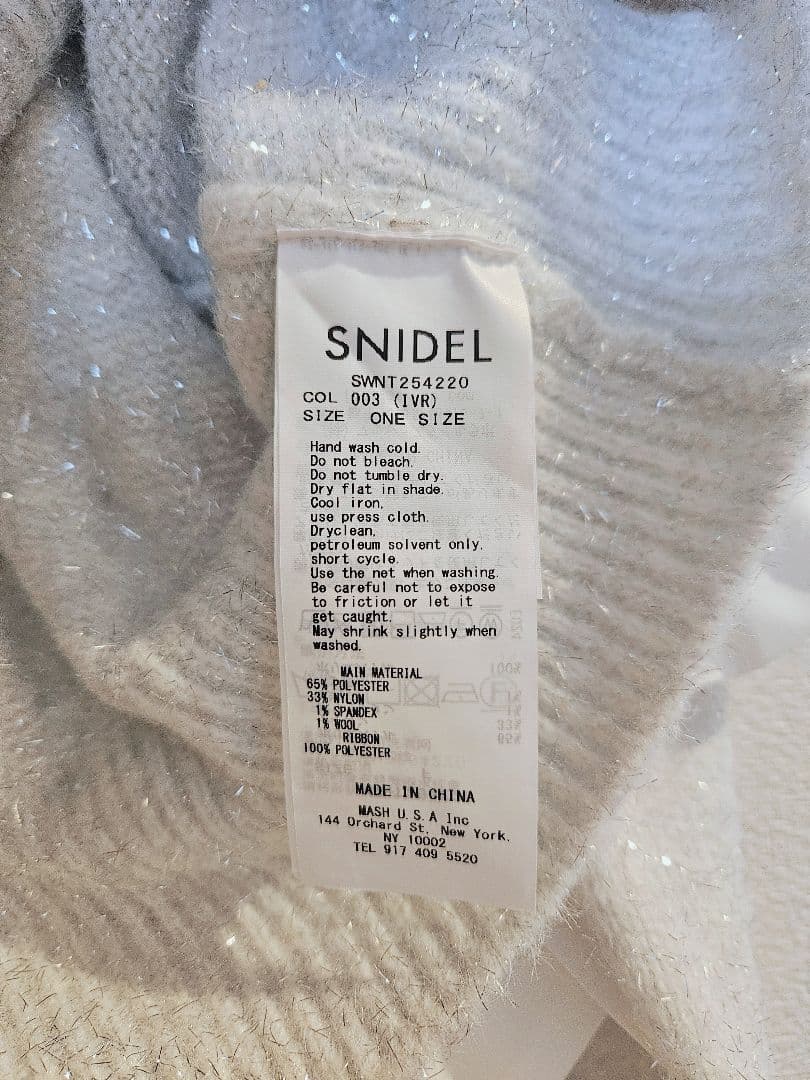 SNIDEL
SWNT254220
COL 003 (IVR)
SIZE ONE SIZE
Hand wash cold.
Do not bleach.
Do not tumble dry.
Dry flat in shade.
Cool iron,
use press cloth.
Dryclean,
petroleum solvent only,
short cycle.
Use the net when washing.
Be careful not to expose
to friction or let it
get caught.
May shrink slightly when
washed.
MAIN MATERIAL
65% POLYESTER
33% NYLON
1% SPANDEX
1% WOOL
RIBBON
100% POLYESTER
MADE IN CHINA
MASH U.S.A Inc
144 Orchard St, New York,
NY 10002
TEL 917 409 5520